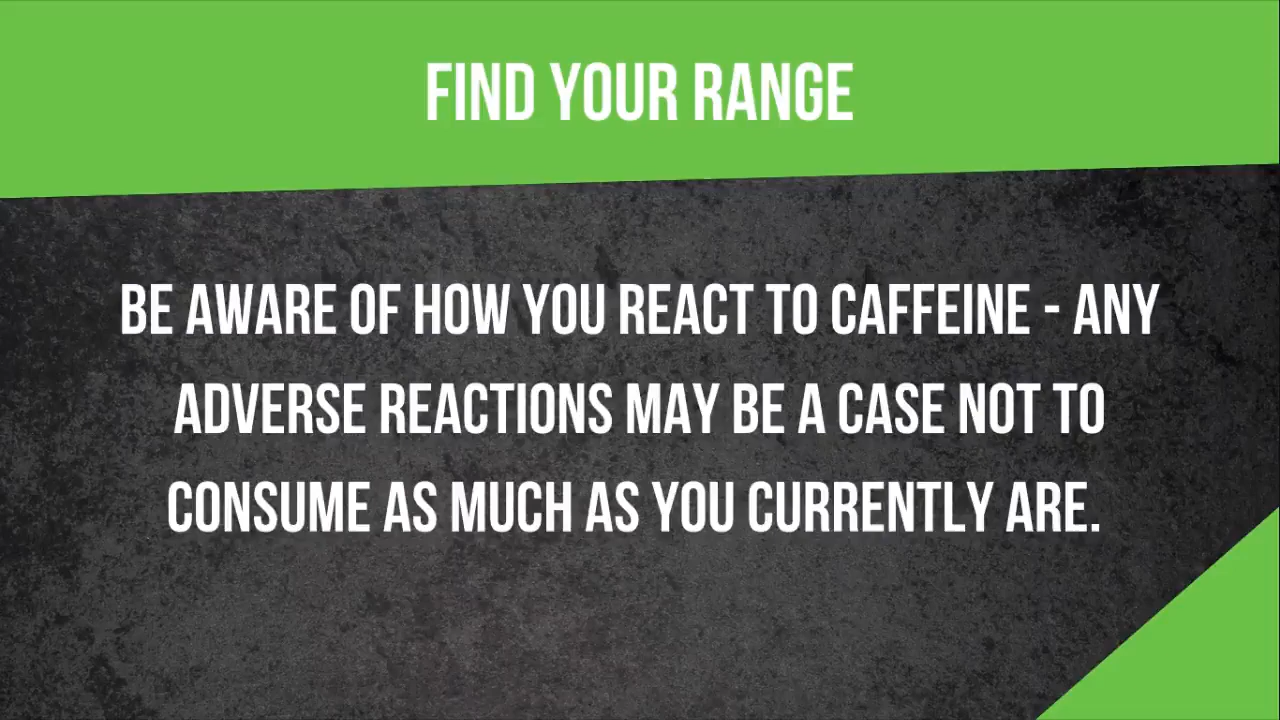 FIND YOUR RANGE
BE AWARE OF HOW YOU REACT TO CAFFEINE - ANY
ADVERSE REACTIONS MAY BE A CASE NOT TO
CONSUME AS MUCH AS YOU CURRENTLY ARE.